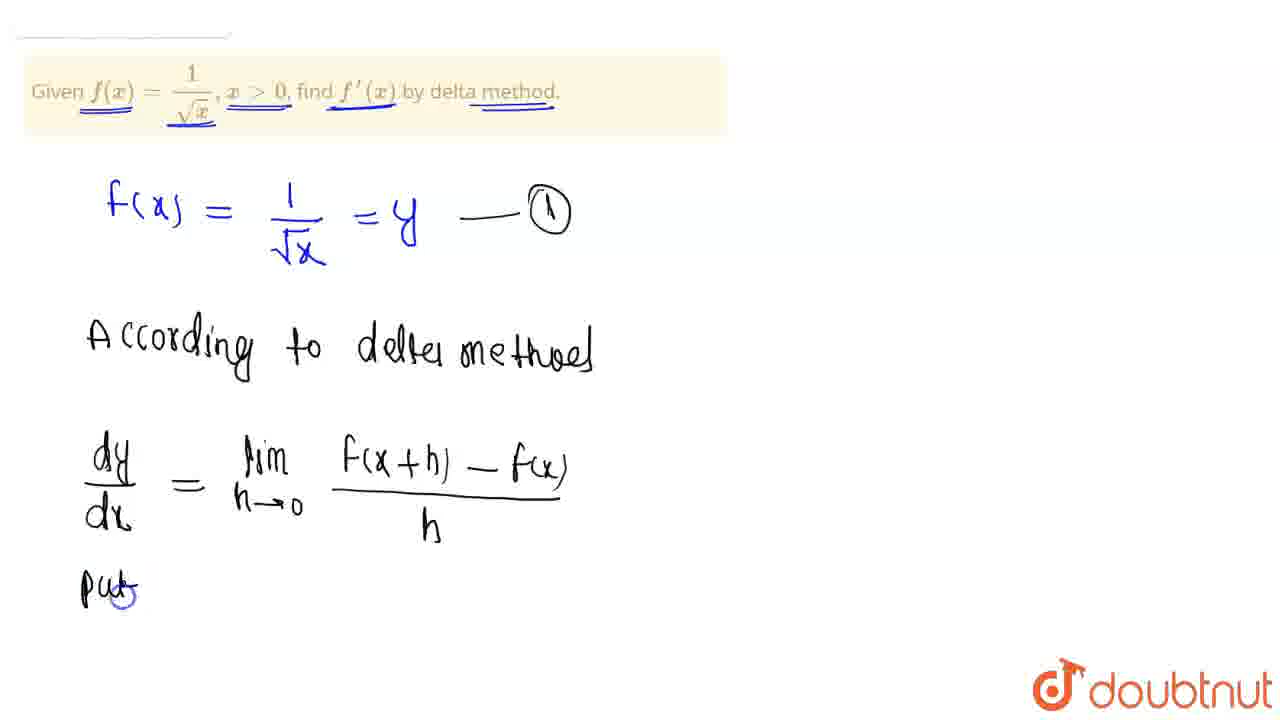 Given f(x) = 1/√x, x > 0, find f'(x) by delta method.
f(x) = 1/√x = y — ①
According to delta method
dy/dx = lim h→0 f(x+h) – f(x) / h
put
doubtnut